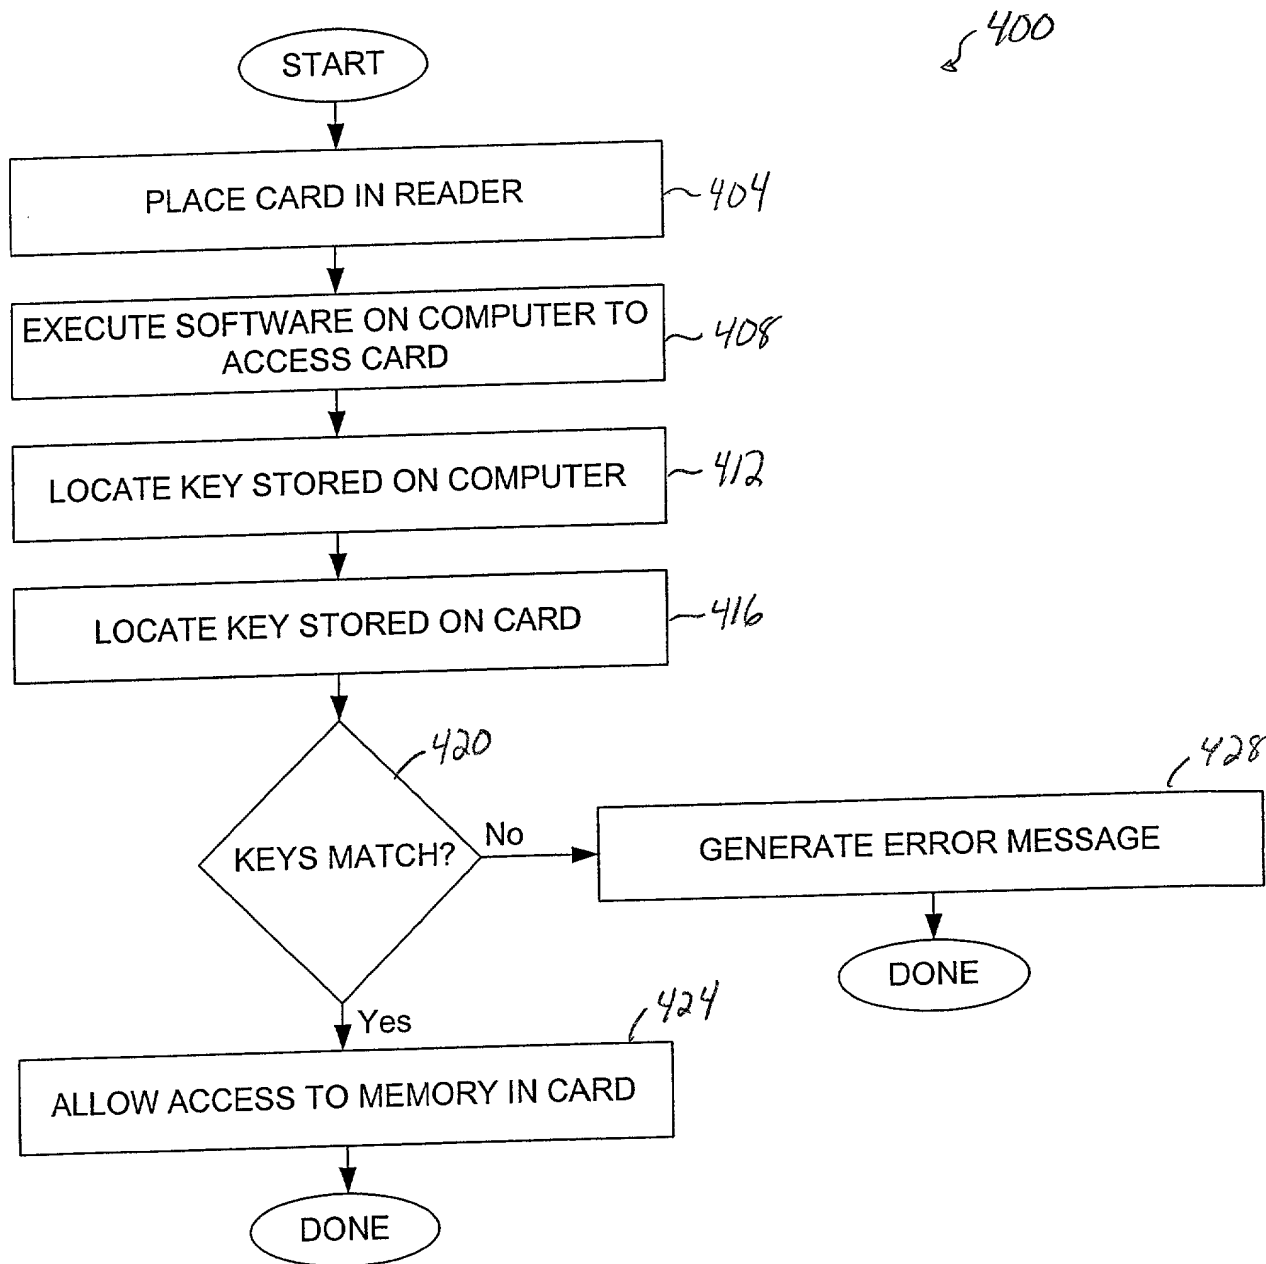 400
START
PLACE CARD IN READER
404
EXECUTE SOFTWARE ON COMPUTER TO
ACCESS CARD
408
LOCATE KEY STORED ON COMPUTER
412
LOCATE KEY STORED ON CARD
416
420
KEYS MATCH?
No
428
GENERATE ERROR MESSAGE
DONE
Yes
424
ALLOW ACCESS TO MEMORY IN CARD
DONE